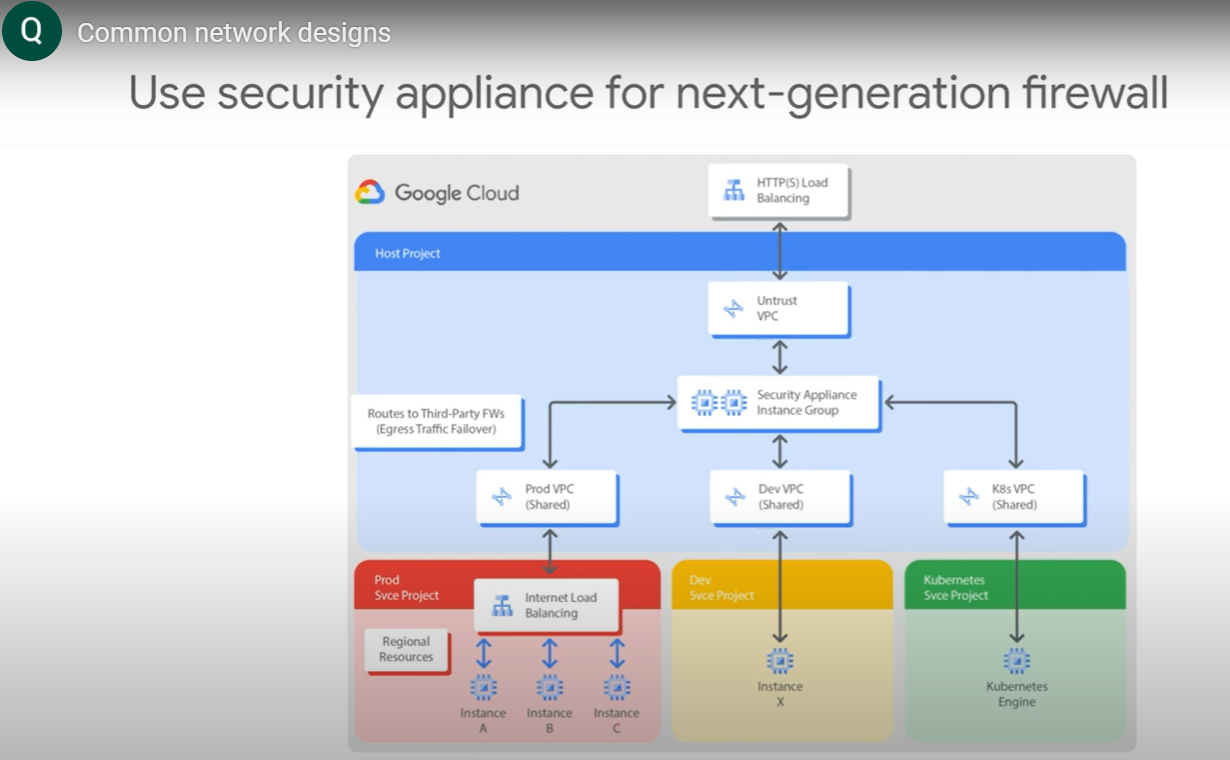 Q
Common network designs
Use security appliance for next-generation firewall
Google Cloud
HTTP(S) Load
Balancing
Host Project
Untrust
VPC
Security Appliance
Instance Group
Routes to Third-Party FWs
(Egress Traffic Failover)
Prod VPC
(Shared)
Dev VPC
(Shared)
K8s VPC
(Shared)
Prod
Svce Project
Internet Load
Balancing
Regional
Resources
Instance
A
Instance
B
Instance
C
Dev
Svce Project
Instance
X
Kubernetes
Svce Project
Kubernetes
Engine